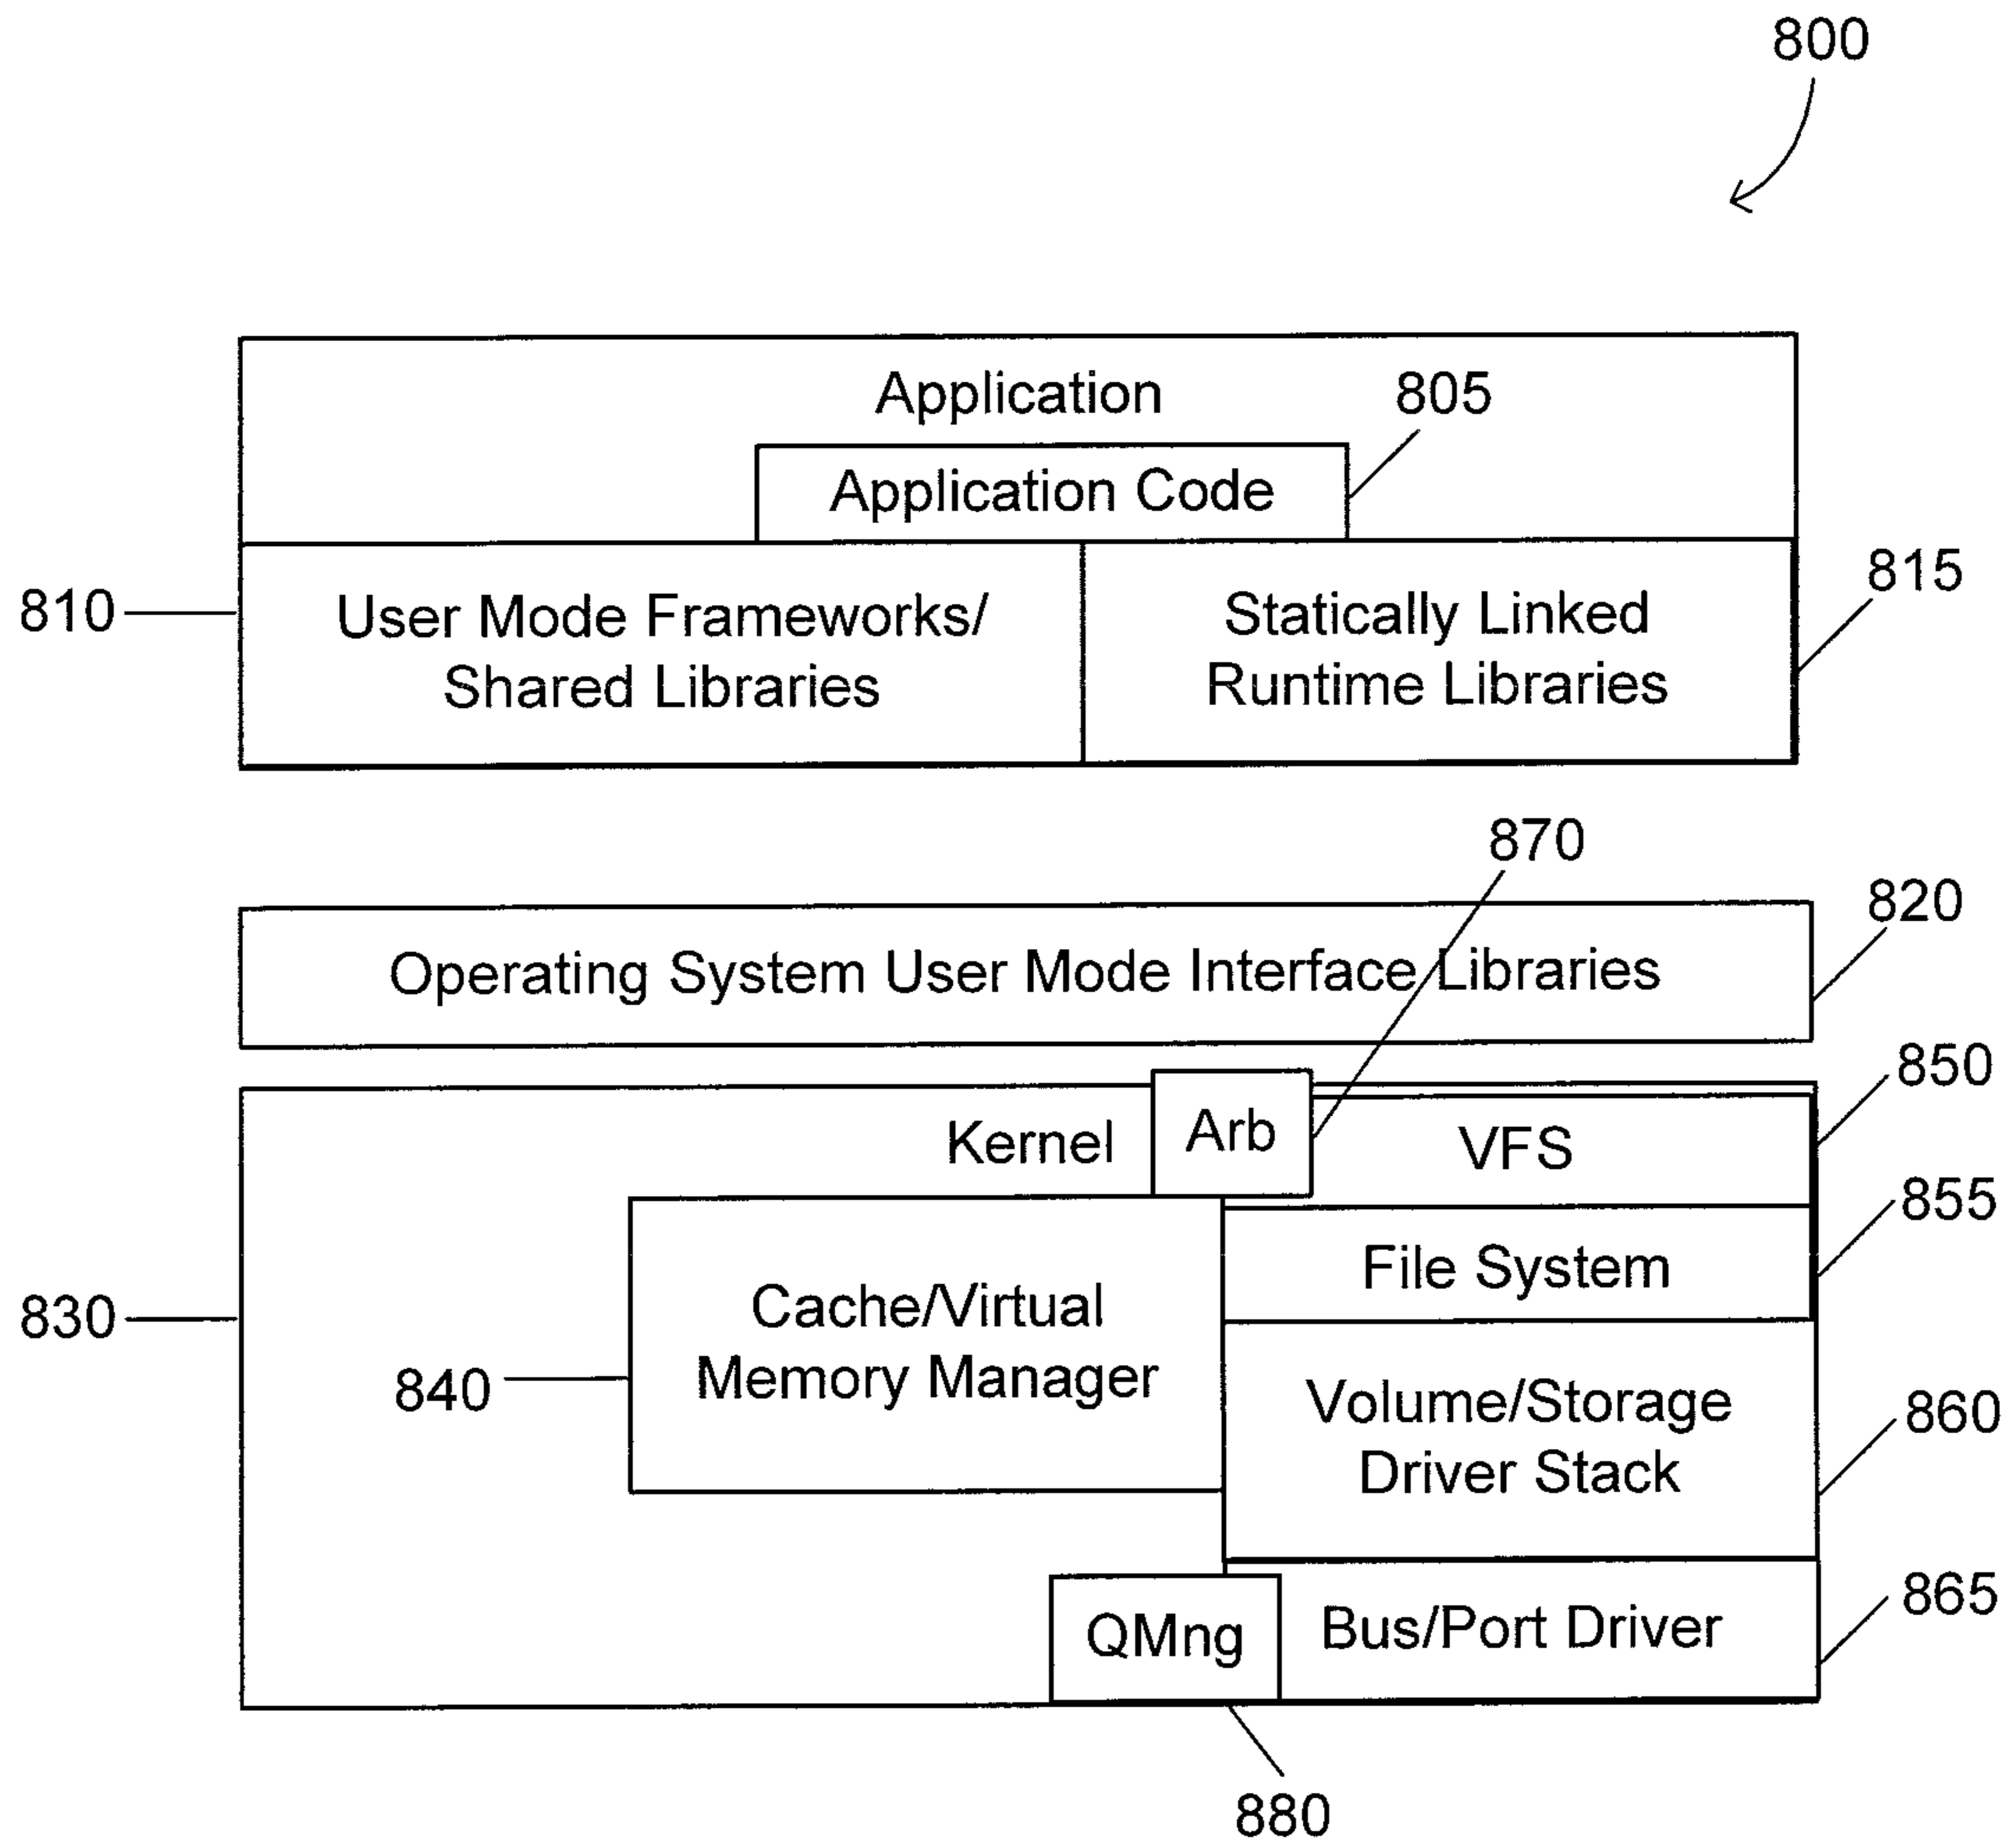 800
Application
805
Application Code
810
User Mode Frameworks/
Shared Libraries
Statically Linked
Runtime Libraries
815
870
820
Operating System User Mode Interface Libraries
850
Kernel
Arb
VFS
855
File System
830
840
Cache/Virtual
Memory Manager
Volume/Storage
Driver Stack
860
QMng
Bus/Port Driver
865
880